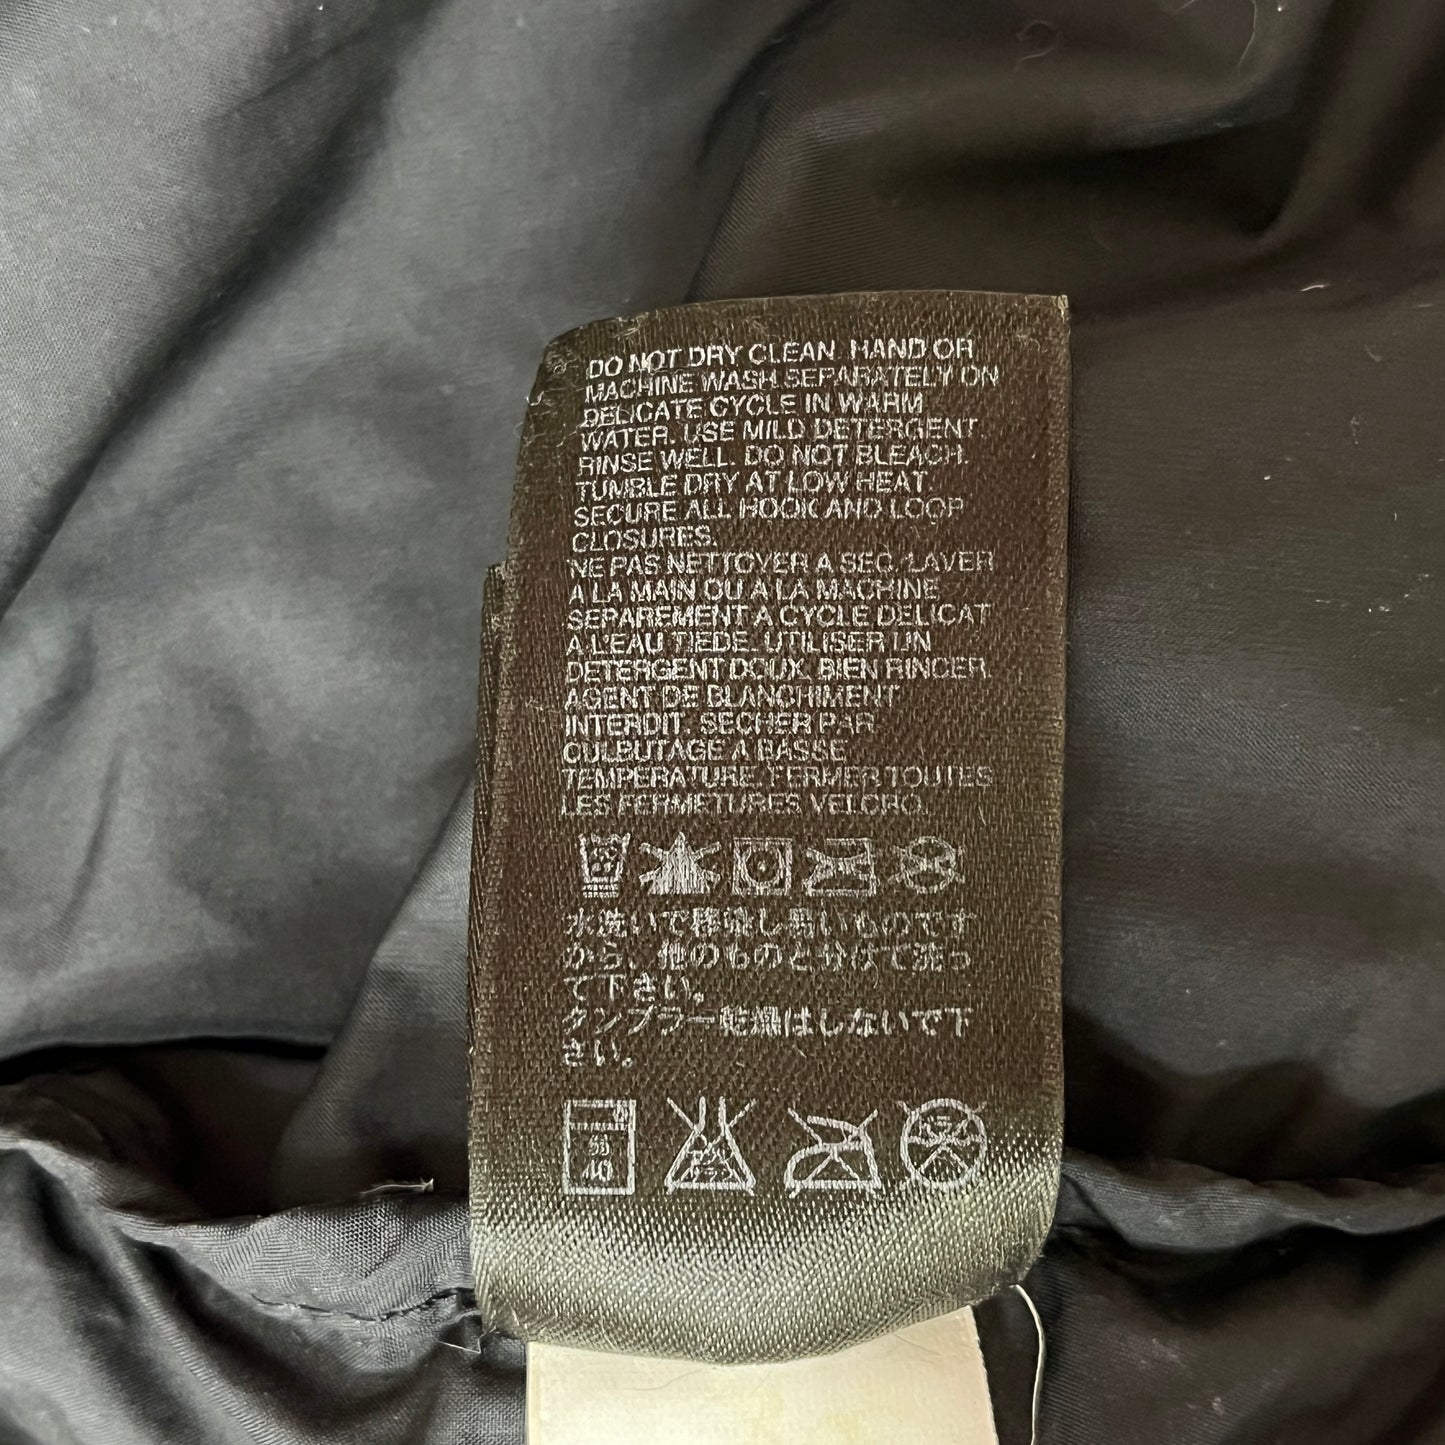 DO NOT DRY CLEAN. HAND OR
MACHINE WASH SEPARATELY ON
DELICATE CYCLE IN WARM
WATER. USE MILD DETERGENT.
RINSE WELL. DO NOT BLEACH.
TUMBLE DRY AT LOW HEAT.
SECURE ALL HOOK AND LOOP
CLOSURES.
NE PAS NETTOYER A SEC. LAVER
A LA MAIN OU A LA MACHINE
SEPAREMENT A CYCLE DELICAT
A L'EAU TIEDE. UTILISER UN
DETERGENT DOUX. BIEN RINCER.
AGENT DE BLANCHIMENT
INTERDIT. SECHER PAR
CULBUTAGE A BASSE
TEMPERATURE. FERMER TOUTES
LES FERMETURES VELCRO.
水洗いで移染し易いものです
から、他のものと分けて洗っ
て下さい。
タンブラー乾燥はしないで下
さい。
弱
40